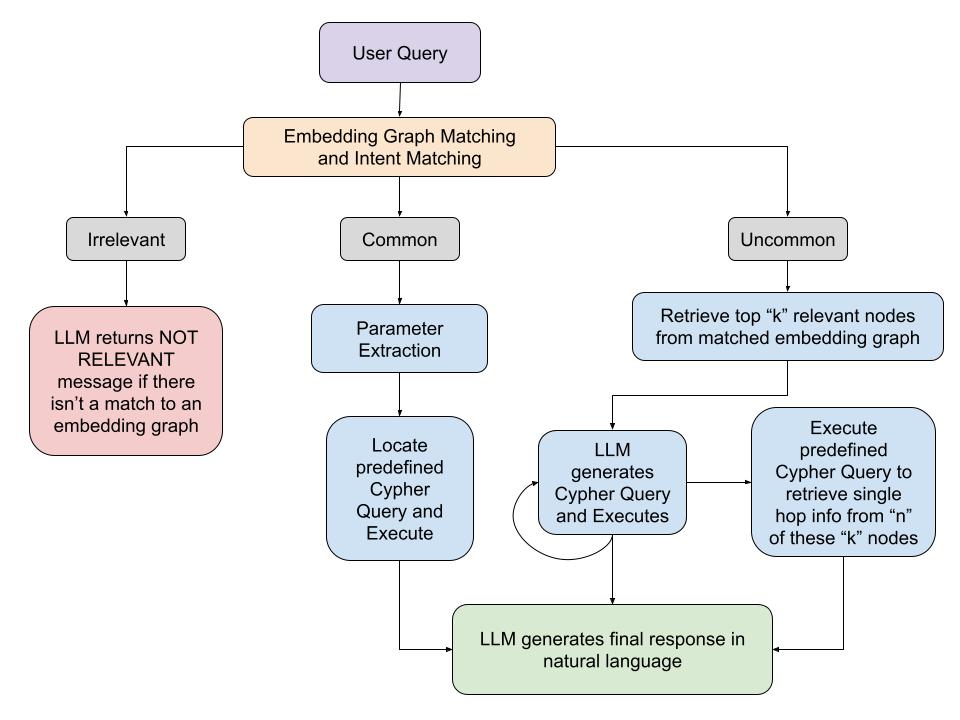 User Query
Embedding Graph Matching
and Intent Matching
Irrelevant
Common
Uncommon
LLM returns NOT
RELEVANT
message if there
isn't a match to an
embedding graph
Parameter
Extraction
Retrieve top “k” relevant nodes
from matched embedding graph
Locate
predefined
Cypher
Query and
Execute
LLM
generates
Cypher Query
and Executes
Execute
predefined
Cypher Query to
retrieve single
hop info from “n”
of these “k” nodes
LLM generates final response in
natural language